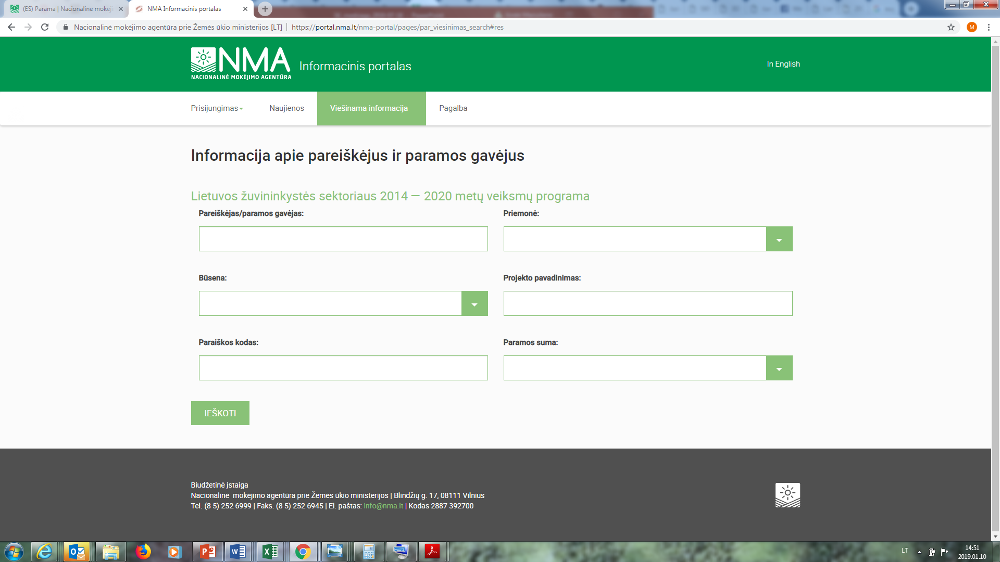 (ES) Parama | Nacionalinė mokėji
NMA Informacinis portalas
Nacionalinė mokėjimo agentūra prie Žemės ūkio ministerijos [LT]
https://portal.nma.lt/nma-portal/pages/par_viesinimas_search#res
M
NMA
NACIONALINĖ MOKĖJIMO AGENTŪRA
Informacinis portalas
In English
Prisijungimas
Naujienos
Viešinama informacija
Pagalba
Informacija apie pareiškėjus ir paramos gavėjus
Lietuvos žuvininkystės sektoriaus 2014 — 2020 metų veiksmų programa
Pareiškėjas/paramos gavėjas:
Priemonė:
Būsena:
Projekto pavadinimas:
Paraiškos kodas:
Paramos suma:
IEŠKOTI
Biudžetinė įstaiga
Nacionalinė mokėjimo agentūra prie Žemės ūkio ministerijos | Blindžių g. 17, 08111 Vilnius
Tel. (8 5) 252 6999 | Faks. (8 5) 252 6945 | El. paštas: info@nma.lt | Kodas 2887 392700
LT
14:51
2019.01.10